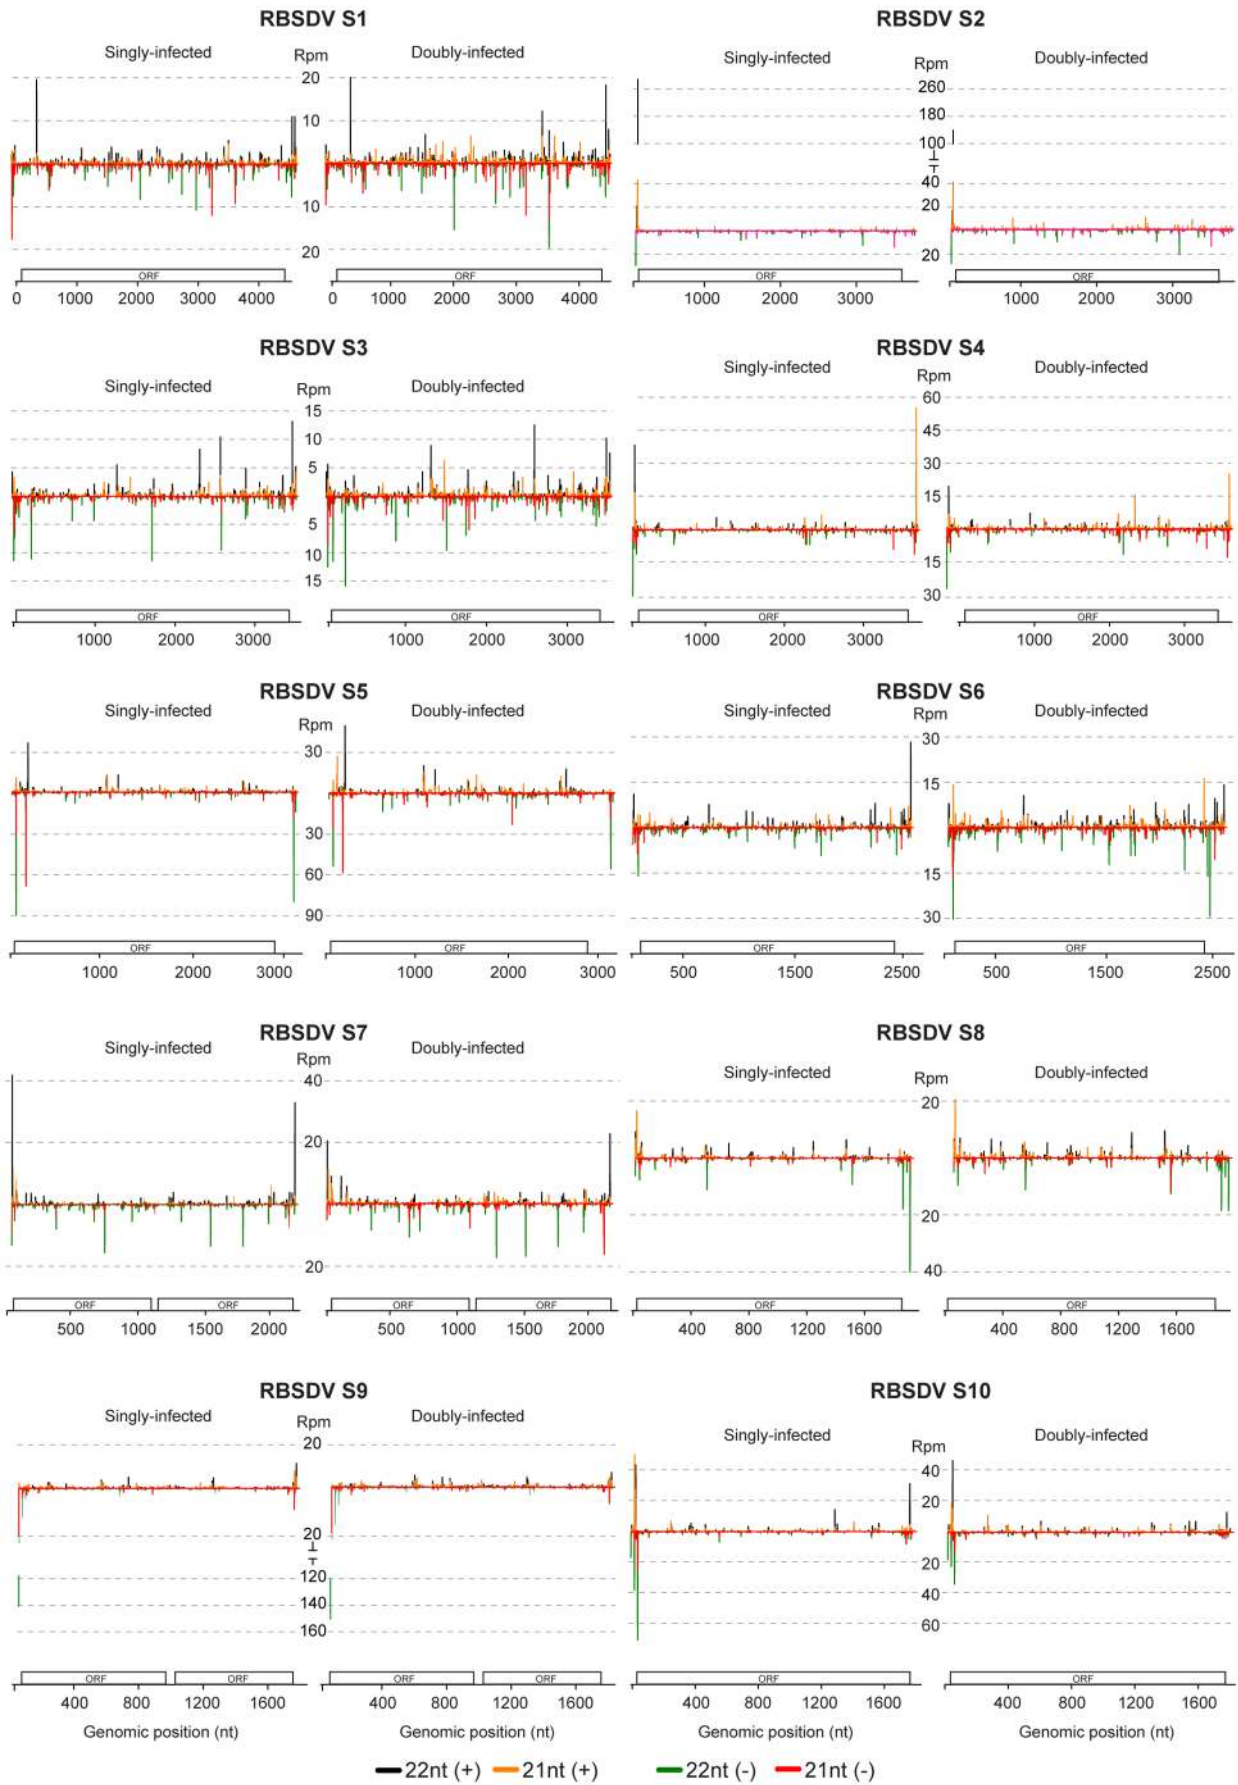 RBSDV S1
RBSDV S2
Singly-infected
Rpm
Doubly-infected
Singly-infected
Rpm
Doubly-infected
20
10
10
20
260
180
100
40
20
20
ORF
ORF
ORF
ORF
0 1000 2000 3000 4000
0 1000 2000 3000 4000
1000 2000 3000
1000 2000 3000
RBSDV S3
RBSDV S4
Singly-infected
Rpm
Doubly-infected
Singly-infected
Rpm
Doubly-infected
15
10
5
5
10
15
60
45
30
15
15
30
ORF
ORF
ORF
ORF
1000 2000 3000
1000 2000 3000
1000 2000 3000
1000 2000 3000
RBSDV S5
RBSDV S6
Singly-infected
Rpm
Doubly-infected
Singly-infected
Rpm
Doubly-infected
30
30
60
90
30
15
15
30
ORF
ORF
ORF
ORF
1000 2000 3000
1000 2000 3000
500 1500 2500
500 1500 2500
RBSDV S7
RBSDV S8
Singly-infected
Rpm
Doubly-infected
Singly-infected
Rpm
Doubly-infected
40
20
20
20
20
40
ORF ORF
ORF ORF
ORF
ORF
500 1000 1500 2000
500 1000 1500 2000
400 800 1200 1600
400 800 1200 1600
RBSDV S9
RBSDV S10
Singly-infected
Rpm
Doubly-infected
Singly-infected
Rpm
Doubly-infected
20
20
120
140
160
40
20
20
40
60
ORF ORF
ORF ORF
ORF
ORF
400 800 1200 1600
400 800 1200 1600
400 800 1200 1600
400 800 1200 1600
Genomic position (nt)
Genomic position (nt)
Genomic position (nt)
Genomic position (nt)
22nt (+) 21nt (+) 22nt (-) 21nt (-)